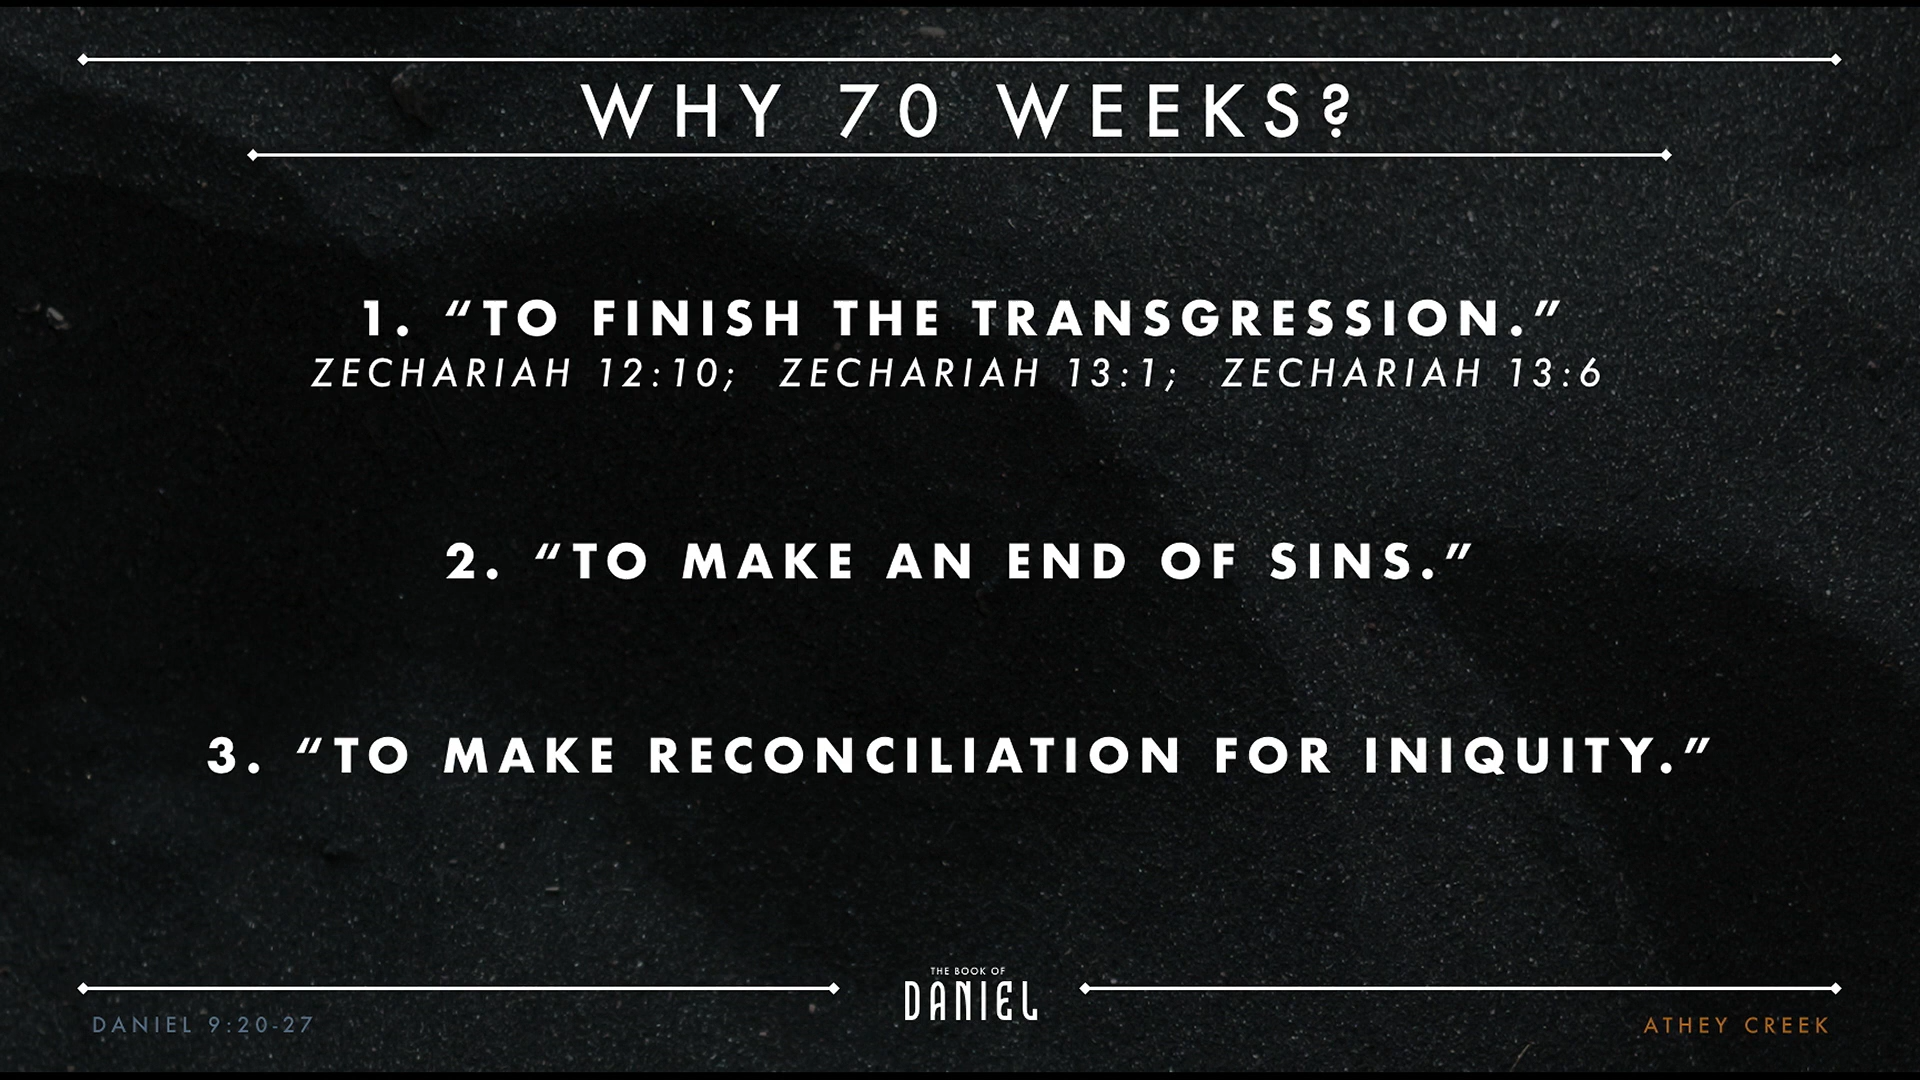 WHY 70 WEEKS?
1. “TO FINISH THE TRANSGRESSION.”
ZECHARIAH 12:10; ZECHARIAH 13:1; ZECHARIAH 13:6
2. “TO MAKE AN END OF SINS.”
3. “TO MAKE RECONCILIATION FOR INIQUITY.”
THE BOOK OF
DANIEL
DANIEL 9:20-27
ATHEY CREEK